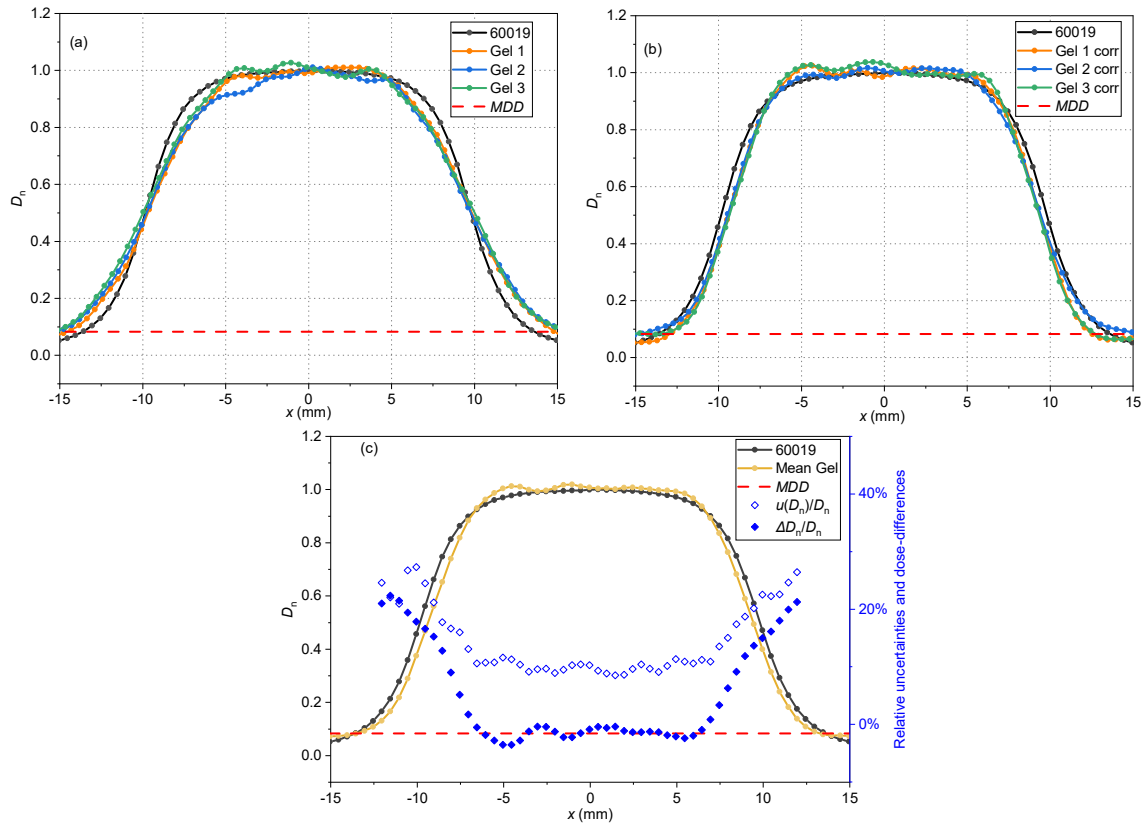 (a)
1.2
1.0
0.8
0.6
0.4
0.2
0.0
Dn
-15 -10 -5 0 5 10 15
x (mm)
60019
Gel 1
Gel 2
Gel 3
MDD
(b)
1.2
1.0
0.8
0.6
0.4
0.2
0.0
Dn
-15 -10 -5 0 5 10 15
x (mm)
60019
Gel 1 corr
Gel 2 corr
Gel 3 corr
MDD
(c)
1.2
1.0
0.8
0.6
0.4
0.2
0.0
Dn
-15 -10 -5 0 5 10 15
x (mm)
60019
Mean Gel
MDD
u(Dn)/Dn
ΔDn/Dn
40%
20%
0%
Relative uncertainties and dose-differences